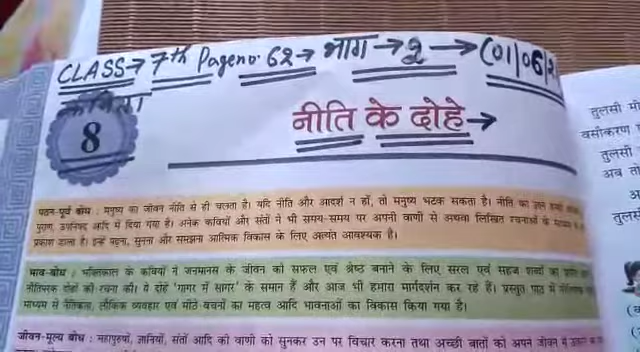 CLASS→ 7th Page no. 62→ भाग → 2 → (01/06/2
कविता
8
नीति के दोहे→
पठन-पूर्व बोध : मनुष्य का जीवन नीति से ही चलता है। यदि नीति और आदर्श न हों, तो मनुष्य भटक सकता है। नीति का
पुराण, उपनिषद आदि में दिया गया है। अनेक कवियों और संतों ने भी समय-समय पर अपनी वाणी से अथवा लिखित रचनाओं के
प्रकाश डाला है। इन्हें पढ़ना, सुनना और समझना आत्मिक विकास के लिए अत्यंत आवश्यक है।
भाव-बोध : भक्तिकाल के कवियों ने जनमानस के जीवन को सफल एवं श्रेष्ठ बनाने के लिए सरल एवं सहज शब्दों का
नीतिपरक दोहों की रचना की। ये दोहे 'गागर में सागर' के समान हैं और आज भी हमारा मार्गदर्शन कर रहे हैं। प्रस्तुत पाठ में
माध्यम से नैतिकता, लौकिक व्यवहार एवं मीठे वचनों का महत्व आदि भावनाओं का विकास किया गया है।
जीवन-मूल्य बोध : महापुरुषों, ज्ञानियों, संतों आदि की वाणी को सुनकर उन पर विचार करना तथा अच्छी बातों को अपने जीवन में
तुलसी मी
वसीकरण
तुलसी
अब तो
अ
तुल